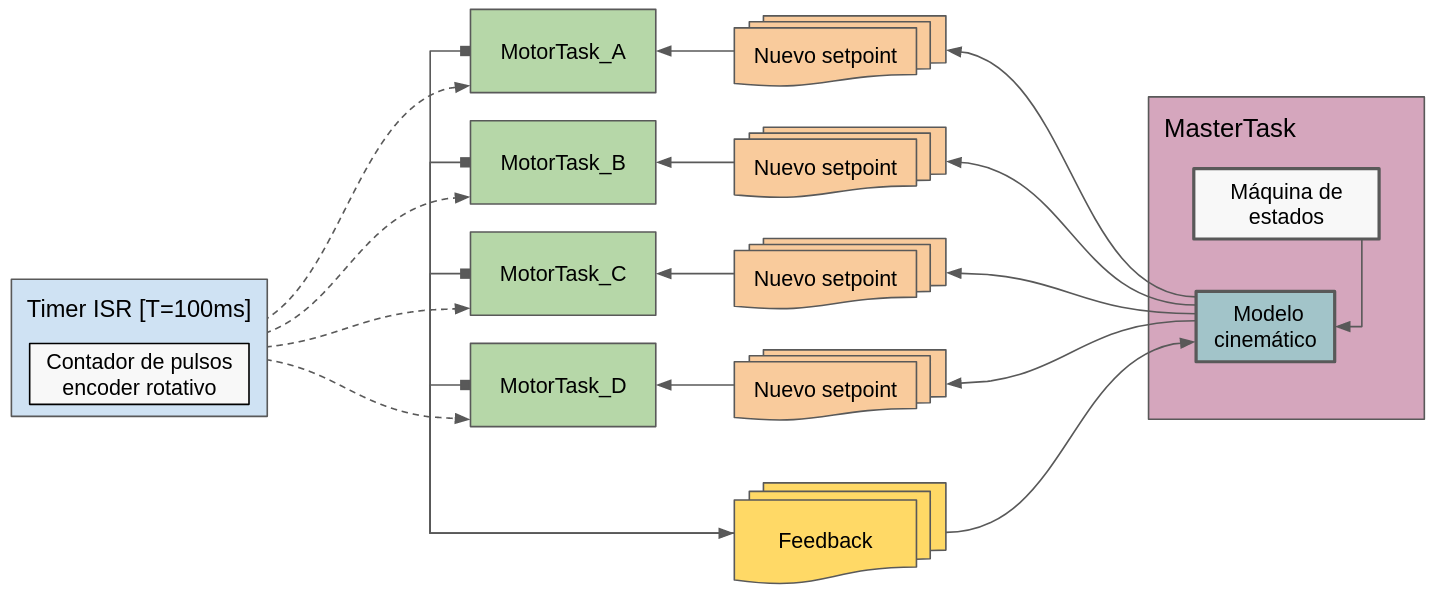 MotorTask_A
Nuevo setpoint
MasterTask
MotorTask_B
Nuevo setpoint
Máquina de
estados
MotorTask_C
Nuevo setpoint
Timer ISR [T=100ms]
Modelo
cinemático
Contador de pulsos
encoder rotativo
MotorTask_D
Nuevo setpoint
Feedback